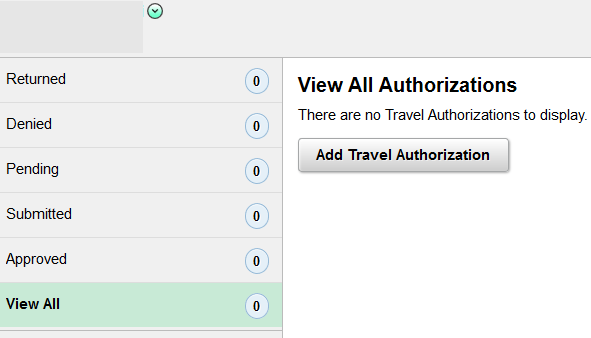 Returned 0
Denied 0
Pending 0
Submitted 0
Approved 0
View All 0
View All Authorizations
There are no Travel Authorizations to display.
Add Travel Authorization